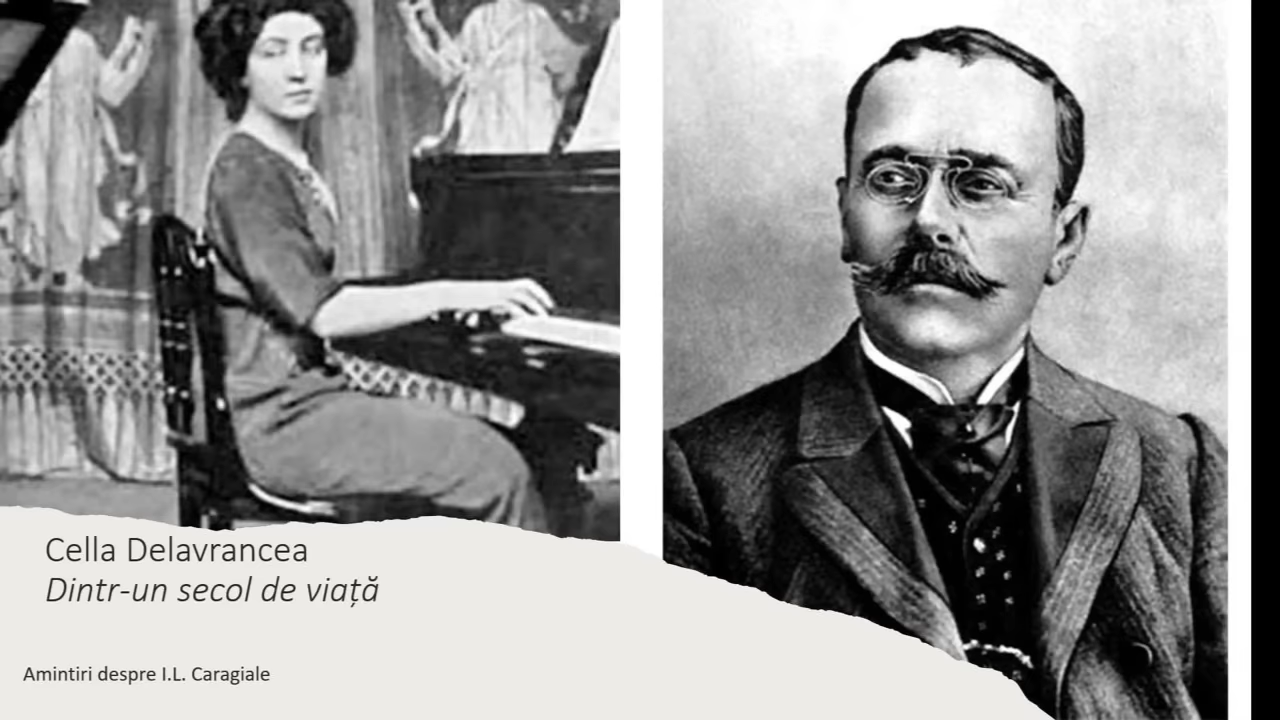 Cella Delavrancea
Dintr-un secol de viață
Amintiri despre I.L. Caragiale